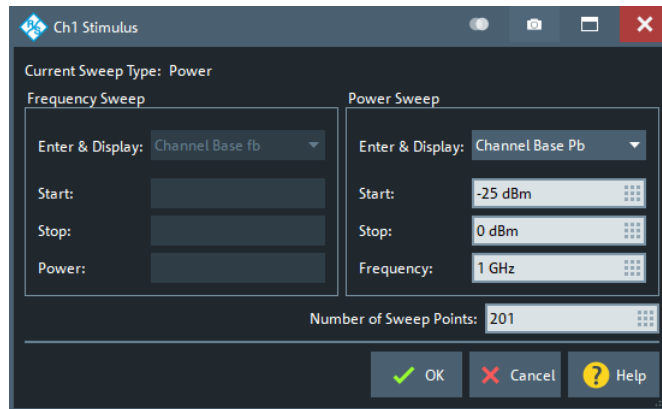 Ch1 Stimulus
Current Sweep Type: Power
Frequency Sweep
Enter & Display: Channel Base fb
Start:
Stop:
Power:
Power Sweep
Enter & Display: Channel Base Pb
Start: -25 dBm
Stop: 0 dBm
Frequency: 1 GHz
Number of Sweep Points: 201
OK
Cancel
? Help